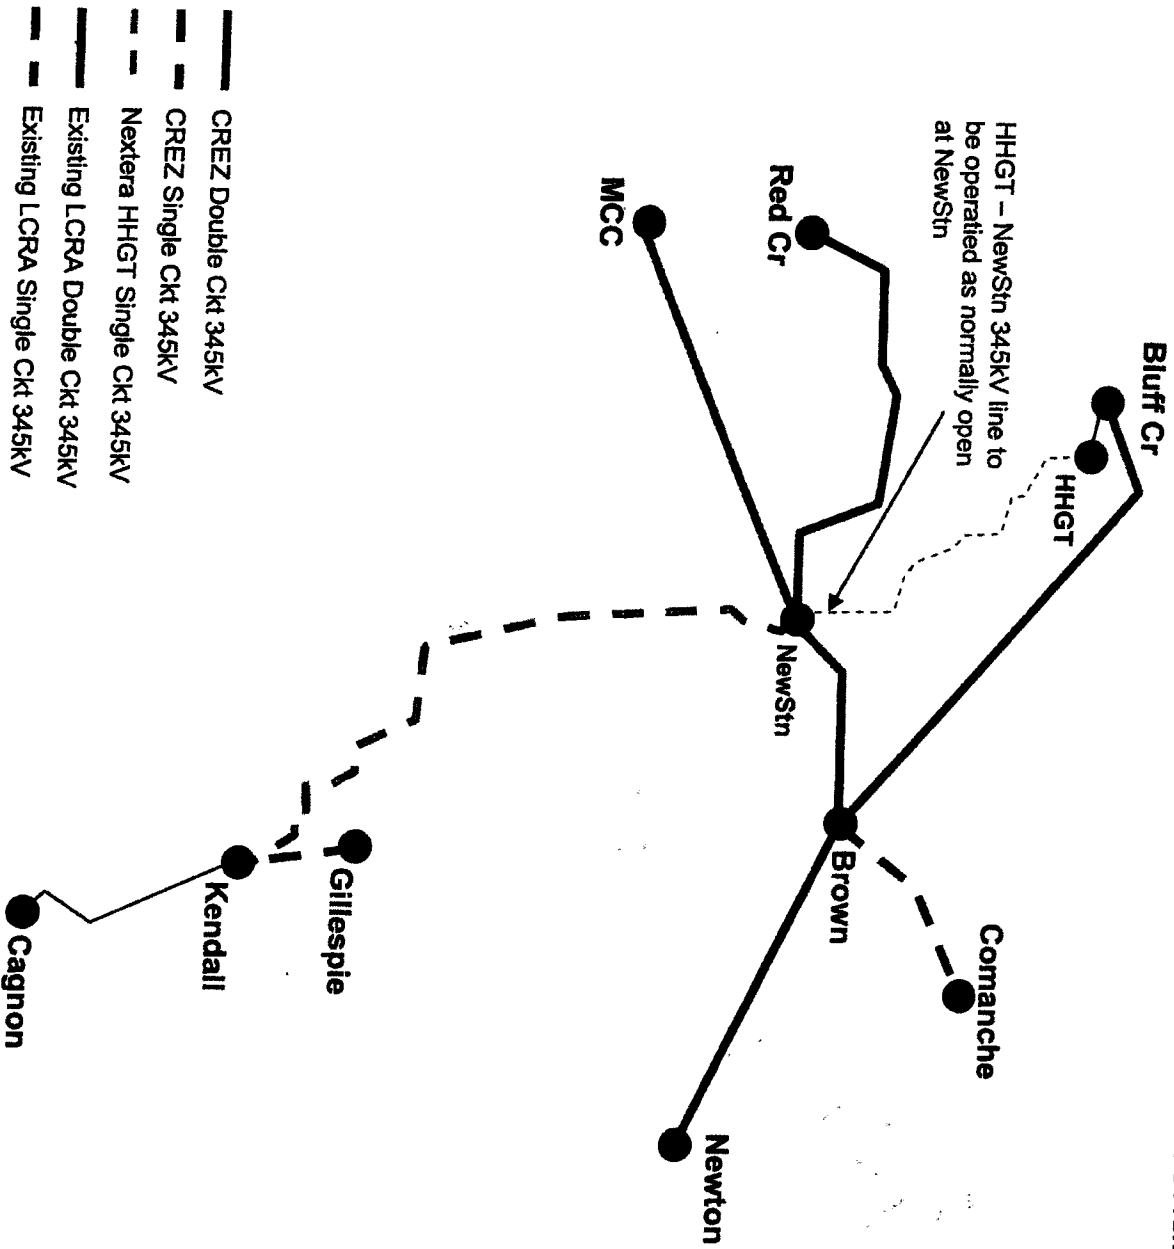 Bluff Cr
HHGT
HHGT – NewStn 345kV line to
be operatied as normally open
at NewStn
Red Cr
MCC
NewStn
Brown
Comanche
Newton
Gillespie
Kendall
Cagnon
CREZ Double Ckt 345kV
CREZ Single Ckt 345kV
Nextera HHGT Single Ckt 345kV
Existing LCRA Double Ckt 345kV
Existing LCRA Single Ckt 345kV